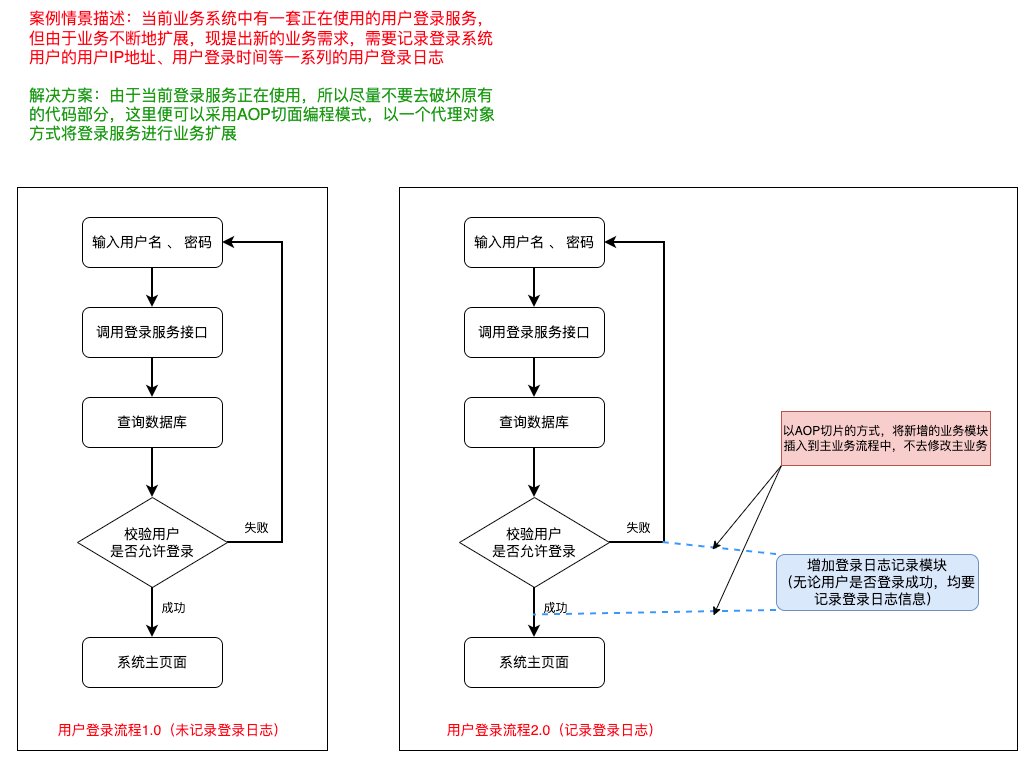 案例情景描述：当前业务系统中有一套正在使用的用户登录服务，
但由于业务不断地扩展，现提出新的业务需求，需要记录登录系统
用户的用户IP地址、用户登录时间等一系列的用户登录日志
解决方案：由于当前登录服务正在使用，所以尽量不要去破坏原有
的代码部分，这里便可以采用AOP切面编程模式，以一个代理对象
方式将登录服务进行业务扩展
输入用户名 、 密码
调用登录服务接口
查询数据库
校验用户
是否允许登录
失败
成功
系统主页面
用户登录流程1.0（未记录登录日志）
输入用户名 、 密码
调用登录服务接口
查询数据库
校验用户
是否允许登录
失败
成功
系统主页面
以AOP切片的方式，将新增的业务模块
插入到主业务流程中，不去修改主业务
增加登录日志记录模块
（无论用户是否登录成功，均要
记录登录日志信息）
用户登录流程2.0（记录登录日志）